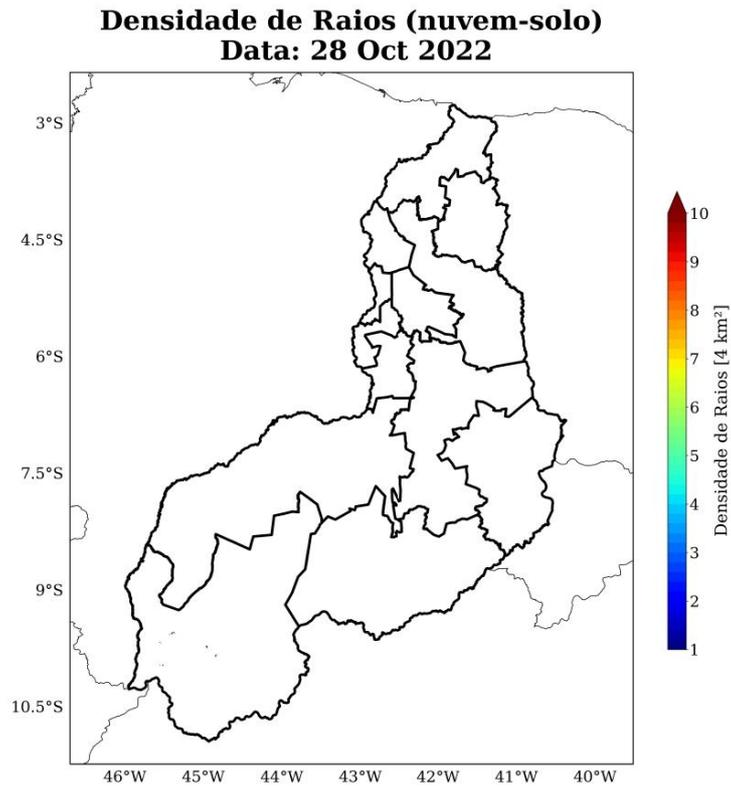 Densidade de Raios (nuvem-solo)
Data: 28 Oct 2022
3°S
4.5°S
6°S
7.5°S
9°S
10.5°S
46°W 45°W 44°W 43°W 42°W 41°W 40°W
10
9
8
7
6
5
4
3
2
1
Densidade de Raios [4 km²]